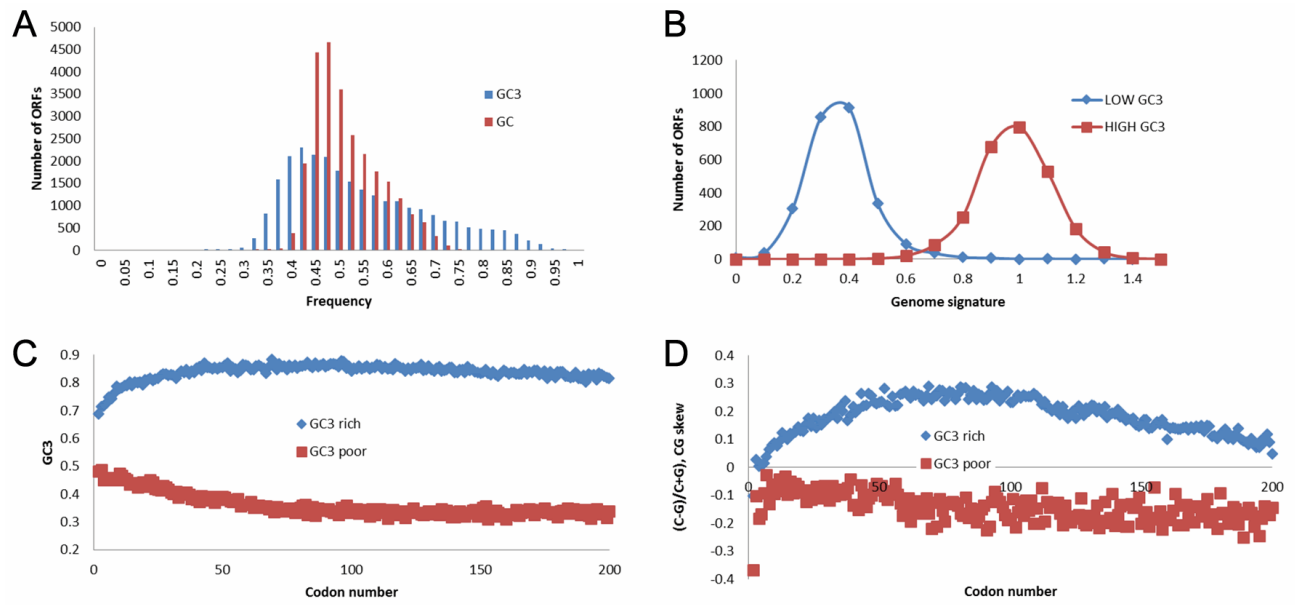 A
5000
4500
4000
3500
3000
2500
2000
1500
1000
500
0
Number of ORFs
GC3
GC
0 0.05 0.1 0.15 0.2 0.25 0.3 0.35 0.4 0.45 0.5 0.55 0.6 0.65 0.7 0.75 0.8 0.85 0.9 0.95 1
Frequency
B
1200
1000
800
600
400
200
0
Number of ORFs
LOW GC3
HIGH GC3
0 0.2 0.4 0.6 0.8 1 1.2 1.4
Genome signature
C
0.9
0.8
0.7
0.6
0.5
0.4
0.3
0.2
GC3
GC3 rich
GC3 poor
0 50 100 150 200
Codon number
D
0.4
0.3
0.2
0.1
0
-0.1
-0.2
-0.3
-0.4
(C-G)/C+G), CG skew
GC3 rich
GC3 poor
0 50 100 150 200
Codon number